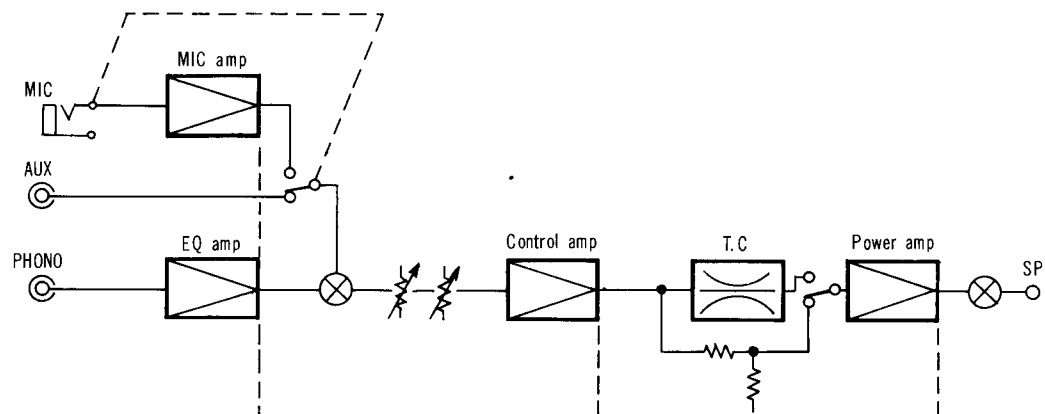 MIC amp
MIC
AUX
EQ amp
PHONO
Control amp
T.C
Power amp
SP